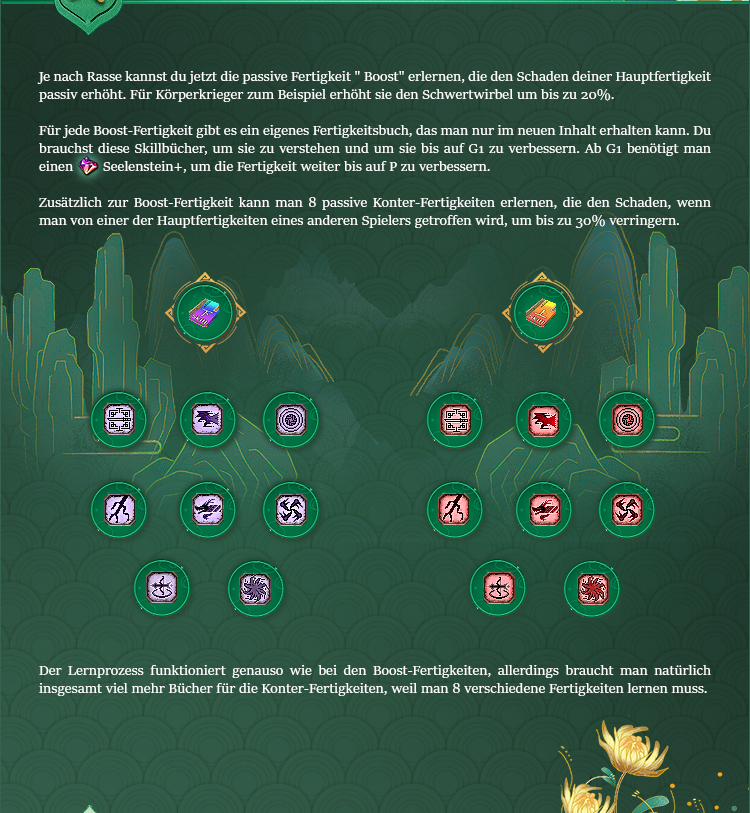 Je nach Rasse kannst du jetzt die passive Fertigkeit " Boost" erlernen, die den Schaden deiner Hauptfertigkeit
passiv erhöht. Für Körperkrieger zum Beispiel erhöht sie den Schwertwirbel um bis zu 20%.
Für jede Boost-Fertigkeit gibt es ein eigenes Fertigkeitsbuch, das man nur im neuen Inhalt erhalten kann. Du
brauchst diese Skillbücher, um sie zu verstehen und um sie bis auf G1 zu verbessern. Ab G1 benötigt man
einen Seelenstein+, um die Fertigkeit weiter bis auf P zu verbessern.
Zusätzlich zur Boost-Fertigkeit kann man 8 passive Konter-Fertigkeiten erlernen, die den Schaden, wenn
man von einer der Hauptfertigkeiten eines anderen Spielers getroffen wird, um bis zu 30% verringern.
Der Lernprozess funktioniert genauso wie bei den Boost-Fertigkeiten, allerdings braucht man natürlich
insgesamt viel mehr Bücher für die Konter-Fertigkeiten, weil man 8 verschiedene Fertigkeiten lernen muss.